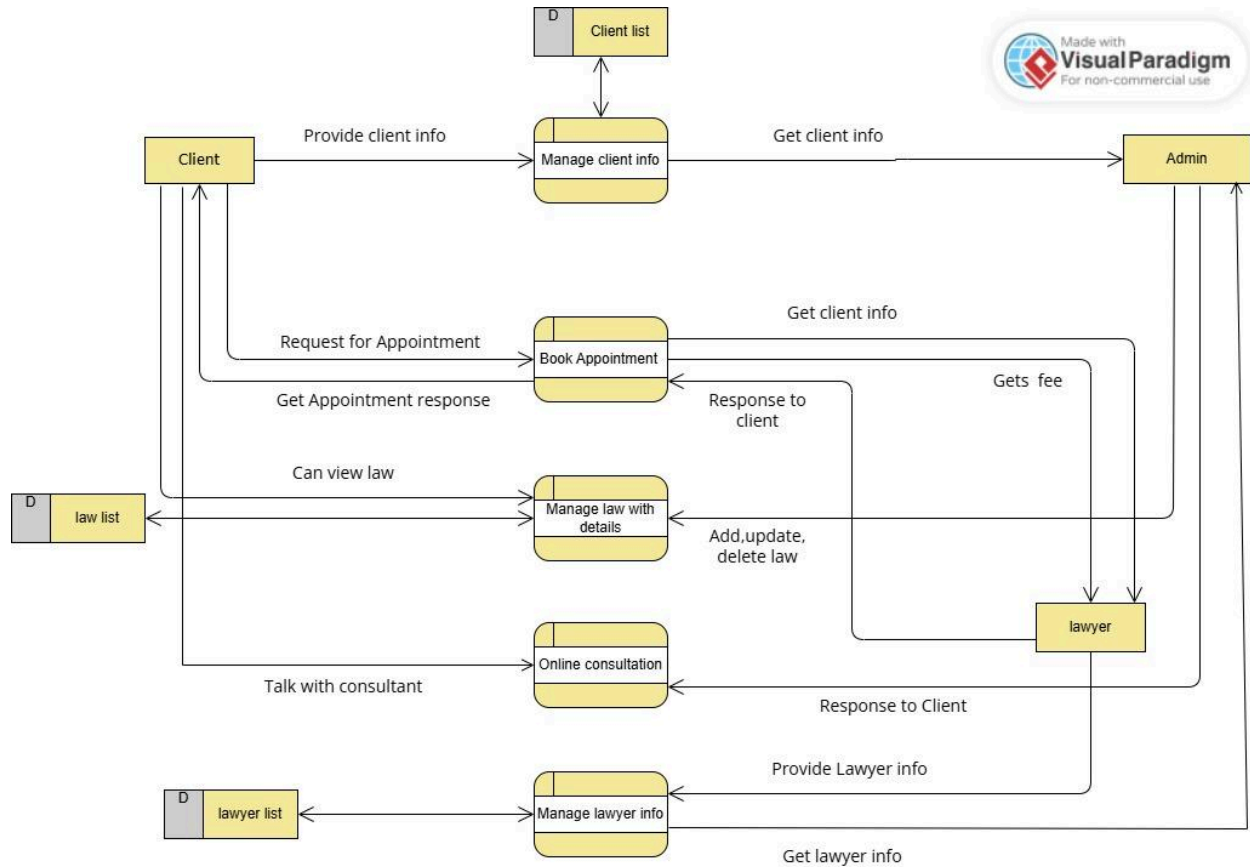 D
Client list
Made with
Visual Paradigm
For non-commercial use
Provide client info
Get client info
Client
Manage client info
Admin
Get client info
Request for Appointment
Book Appointment
Gets fee
Get Appointment response
Response to
client
Can view law
D
law list
Manage law with
details
Add,update,
delete law
lawyer
Online consultation
Talk with consultant
Response to Client
Provide Lawyer info
D
lawyer list
Manage lawyer info
Get lawyer info